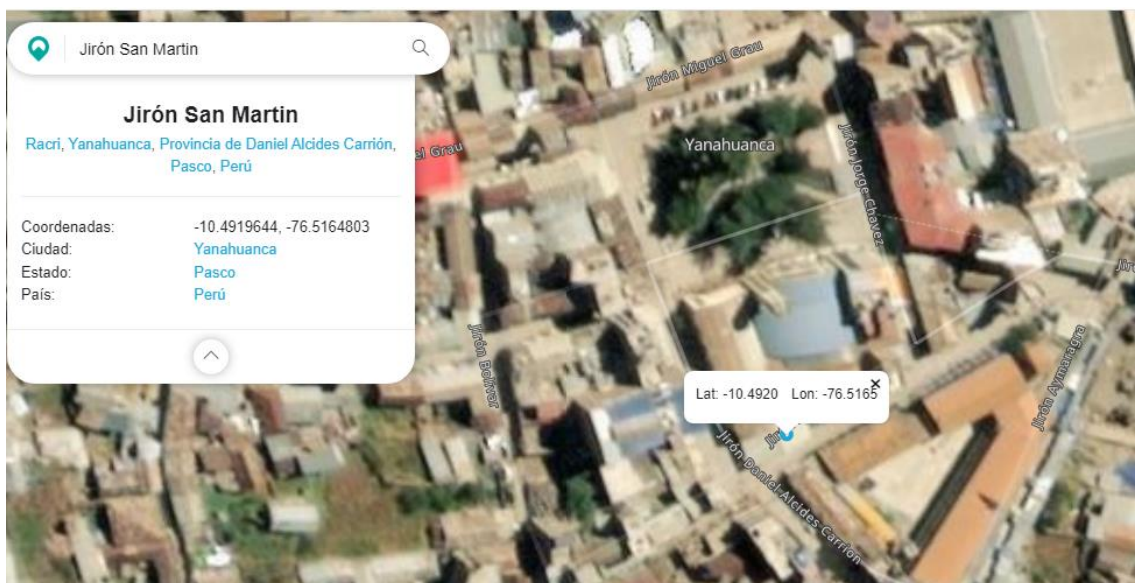 Jirón San Martin
Jirón San Martin
Racri, Yanahuanca, Provincia de Daniel Alcides Carrión,
Pasco, Perú
Coordenadas: -10.4919644, -76.5164803
Ciudad: Yanahuanca
Estado: Pasco
País: Perú
Jirón Miguel Grau
el Grau
Yanahuanca
Jirón Jorge Chavez
Jirón Bolívar
Lat: -10.4920 Lon: -76.5165
Jirón Aymaragua
Jirón Daniel Alcides Carrión